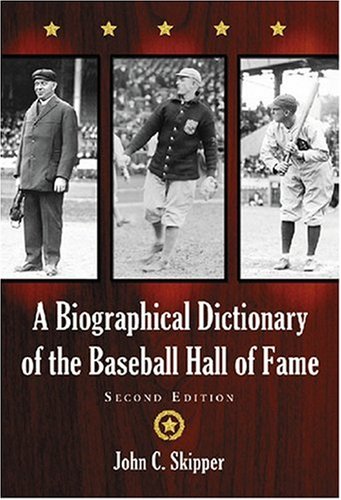 A Biographical Dictionary
of the Baseball Hall of Fame
SECOND EDITION
John C. Skipper